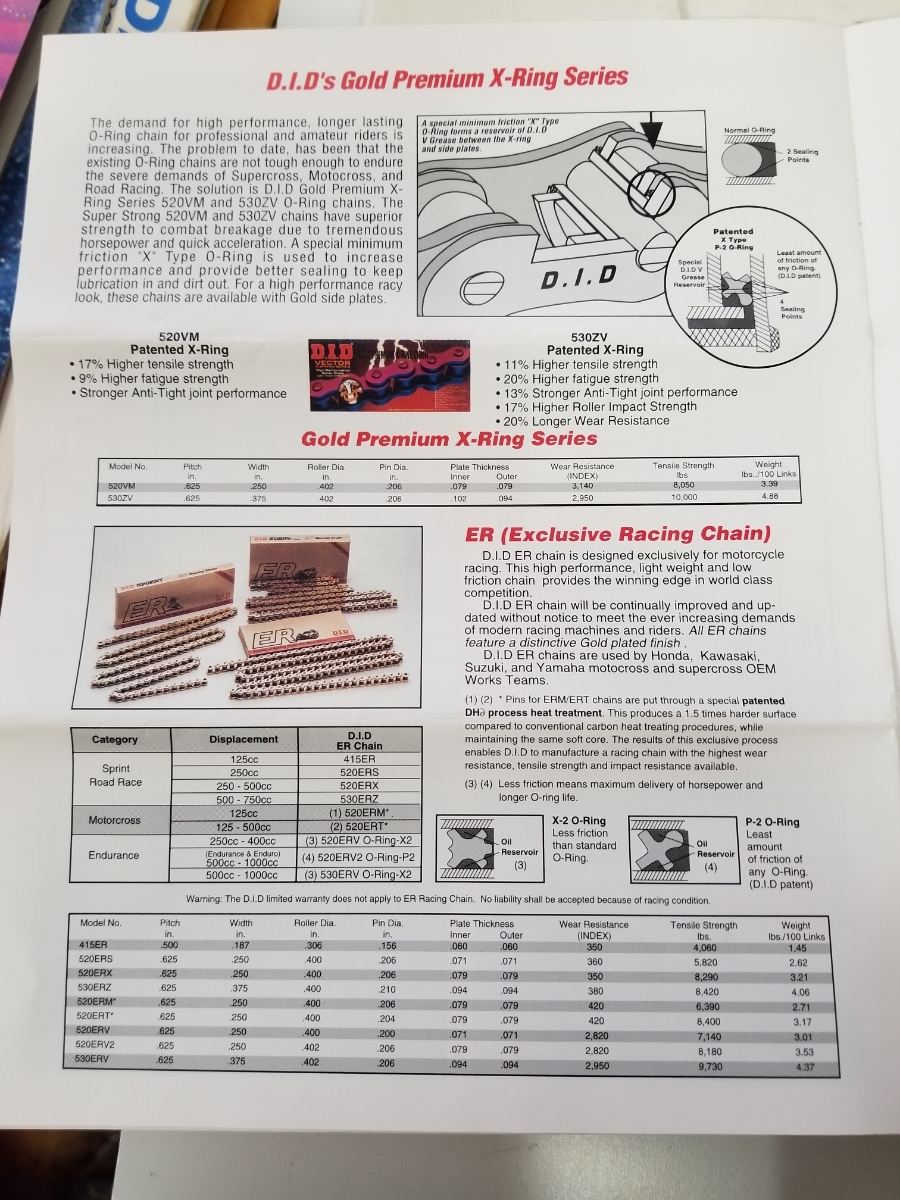 D.I.D's Gold Premium X-Ring Series
The demand for high performance, longer lasting
O-Ring chain for professional and amateur riders is
increasing. The problem to date, has been that the
existing O-Ring chains are not tough enough to endure
the severe demands of Supercross, Motocross, and
Road Racing. The solution is D.I.D Gold Premium X-
Ring Series 520VM and 530ZV O-Ring chains. The
Super Strong 520VM and 530ZV chains have superior
strength to combat breakage due to tremendous
horsepower and quick acceleration. A special minimum
friction "X" Type O-Ring is used to increase
performance and provide better sealing to keep
lubrication in and dirt out. For a high performance racy
look, these chains are available with Gold side plates.
A special minimum friction "X" Type
O-Ring forms a reservoir of D.I.D
V Grease between the X-ring
and side plates.
D.I.D
Normal O-Ring
2 Sealing
Points
Patented
X Type
P-2 O-Ring
Special
D.I.D V
Grease
Reservoir
Least amount
of friction of
any O-Ring.
(D.I.D patent)
4
Sealing
Points
520VM
Patented X-Ring
• 17% Higher tensile strength
• 9% Higher fatigue strength
• Stronger Anti-Tight joint performance
D.I.D
VECTOR
530ZV
Patented X-Ring
• 11% Higher tensile strength
• 20% Higher fatigue strength
• 13% Stronger Anti-Tight joint performance
• 17% Higher Roller Impact Strength
• 20% Longer Wear Resistance
Gold Premium X-Ring Series
Model No. Pitch Width Roller Dia. Pin Dia. Plate Thickness Wear Resistance Tensile Strength Weight
in. in. in. in. Inner Outer (INDEX) lbs. lbs../100 Links
520VM .625 .250 .402 .206 .079 .079 3,140 8,050 3.39
530ZV .625 .375 .402 .206 .102 .094 2,950 10,000 4.88
ER
D.I.D
ER
ER
D.I.D
ER (Exclusive Racing Chain)
D.I.D ER chain is designed exclusively for motorcycle
racing. This high performance, light weight and low
friction chain provides the winning edge in world class
competition.
D.I.D ER chain will be continually improved and up-
dated without notice to meet the ever increasing demands
of modern racing machines and riders. All ER chains
feature a distinctive Gold plated finish .
D.I.D ER chains are used by Honda, Kawasaki,
Suzuki, and Yamaha motocross and supercross OEM
Works Teams.
(1) (2) * Pins for ERM/ERT chains are put through a special patented
DH∂ process heat treatment. This produces a 1.5 times harder surface
compared to conventional carbon heat treating procedures, while
maintaining the same soft core. The results of this exclusive process
enables D.I.D to manufacture a racing chain with the highest wear
resistance, tensile strength and impact resistance available.
(3) (4) Less friction means maximum delivery of horsepower and
longer O-ring life.
Category Displacement D.I.D
ER Chain
Sprint
Road Race
125cc 415ER
250cc 520ERS
250 - 500cc 520ERX
500 - 750cc 530ERZ
Motorcross
125cc (1) 520ERM* .
125 - 500cc (2) 520ERT*
Endurance
250cc - 400cc (3) 520ERV O-Ring-X2
(Endurance & Enduro)
500cc - 1000cc (4) 520ERV2 O-Ring-P2
500cc - 1000cc (3) 530ERV O-Ring-X2
Oil
Reservoir
(3)
X-2 O-Ring
Less friction
than standard
O-Ring.
Oil
Reservoir
(4)
P-2 O-Ring
Least
amount
of friction of
any O-Ring.
(D.I.D patent)
Warning: The D.I.D limited warranty does not apply to ER Racing Chain. No liability shall be accepted because of racing condition.
Model No. Pitch Width Roller Dia. Pin Dia. Plate Thickness Wear Resistance Tensile Strength Weight
in. in. in. in. Inner Outer (INDEX) lbs. lbs./100 Links
415ER .500 .187 .306 .156 .060 .060 350 4,060 1.45
520ERS .625 .250 .400 .206 .071 .071 360 5,820 2.62
520ERX .625 .250 .400 .206 .079 .079 350 8,290 3.21
530ERZ .625 .375 .400 .210 .094 .094 380 8,420 4.06
520ERM* .625 .250 .400 .206 .079 .079 420 6,390 2.71
520ERT* .625 .250 .400 .204 .079 .079 420 8,400 3.17
520ERV .625 .250 .400 .200 .071 .071 2,820 7,140 3.01
520ERV2 .625 .250 .402 .206 .079 .079 2,820 8,180 3.53
530ERV .625 .375 .402 .206 .094 .094 2,950 9,730 4.37